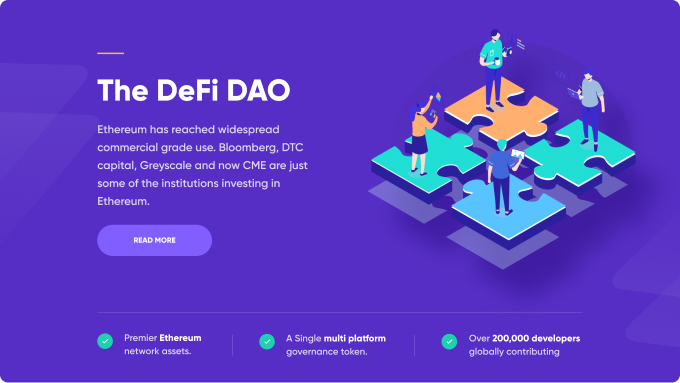 The DeFi DAO
Ethereum has reached widespread
commercial grade use. Bloomberg, DTC
capital, Greyscale and now CME are just
some of the institutions investing in
Ethereum.
READ MORE
Premier Ethereum
network assets.
A Single multi platform
governance token.
Over 200,000 developers
globally contributing